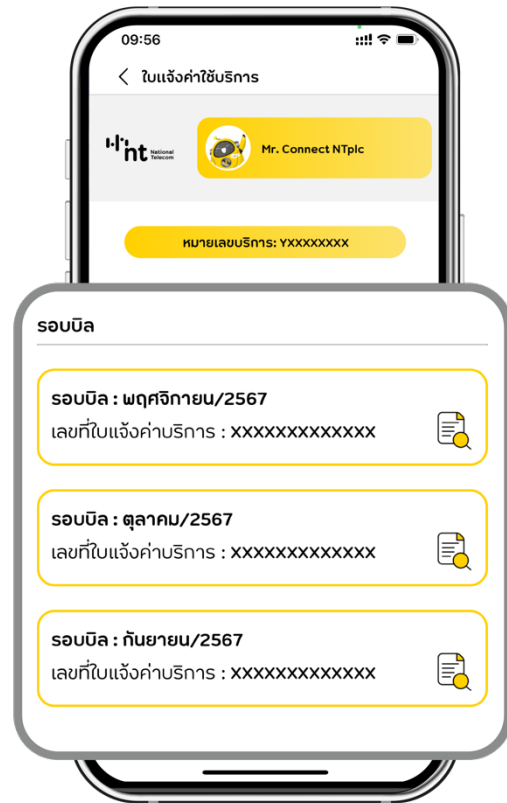 09:56
ใบแจ้งค่าใช้บริการ
nt National Telecom
Mr. Connect NTplc
หมายเลขบริการ: YXXXXXXXX
รอบบิล
รอบบิล : พฤศจิกายน/2567
เลขที่ใบแจ้งค่าบริการ : XXXXXXXXXXXXX
รอบบิล : ตุลาคม/2567
เลขที่ใบแจ้งค่าบริการ : XXXXXXXXXXXXX
รอบบิล : กันยายน/2567
เลขที่ใบแจ้งค่าบริการ : XXXXXXXXXXXXX